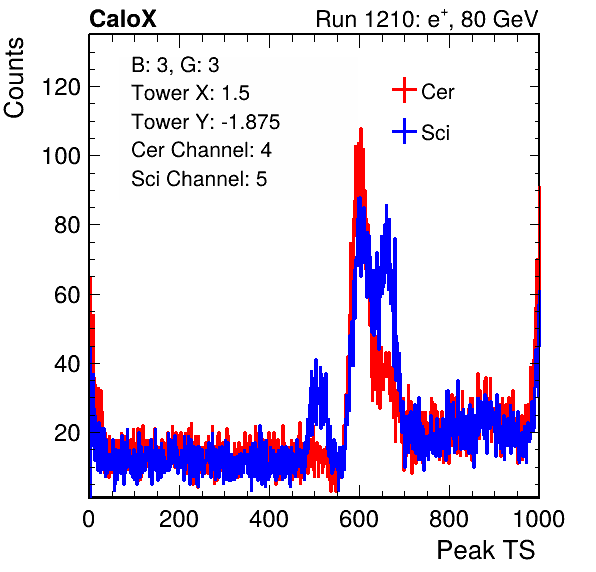 CaloX Run 1210: e⁺, 80 GeV
Counts
B: 3, G: 3
Tower X: 1.5
Tower Y: -1.875
Cer Channel: 4
Sci Channel: 5
Cer
Sci
120
100
80
60
40
20
0 200 400 600 800 1000
Peak TS